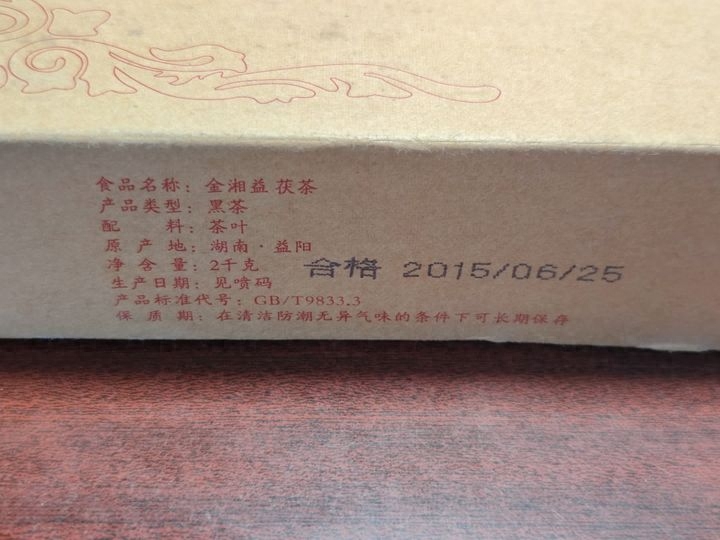 食品名称：金湘益 茯茶
产品类型：黑茶
配　　料：茶叶
原 产 地：湖南·益阳
净 含 量：2千克
合格 2015/06/25
生产日期：见喷码
产品标准代号：GB/T9833.3
保 质 期：在清洁防潮无异气味的条件下可长期保存